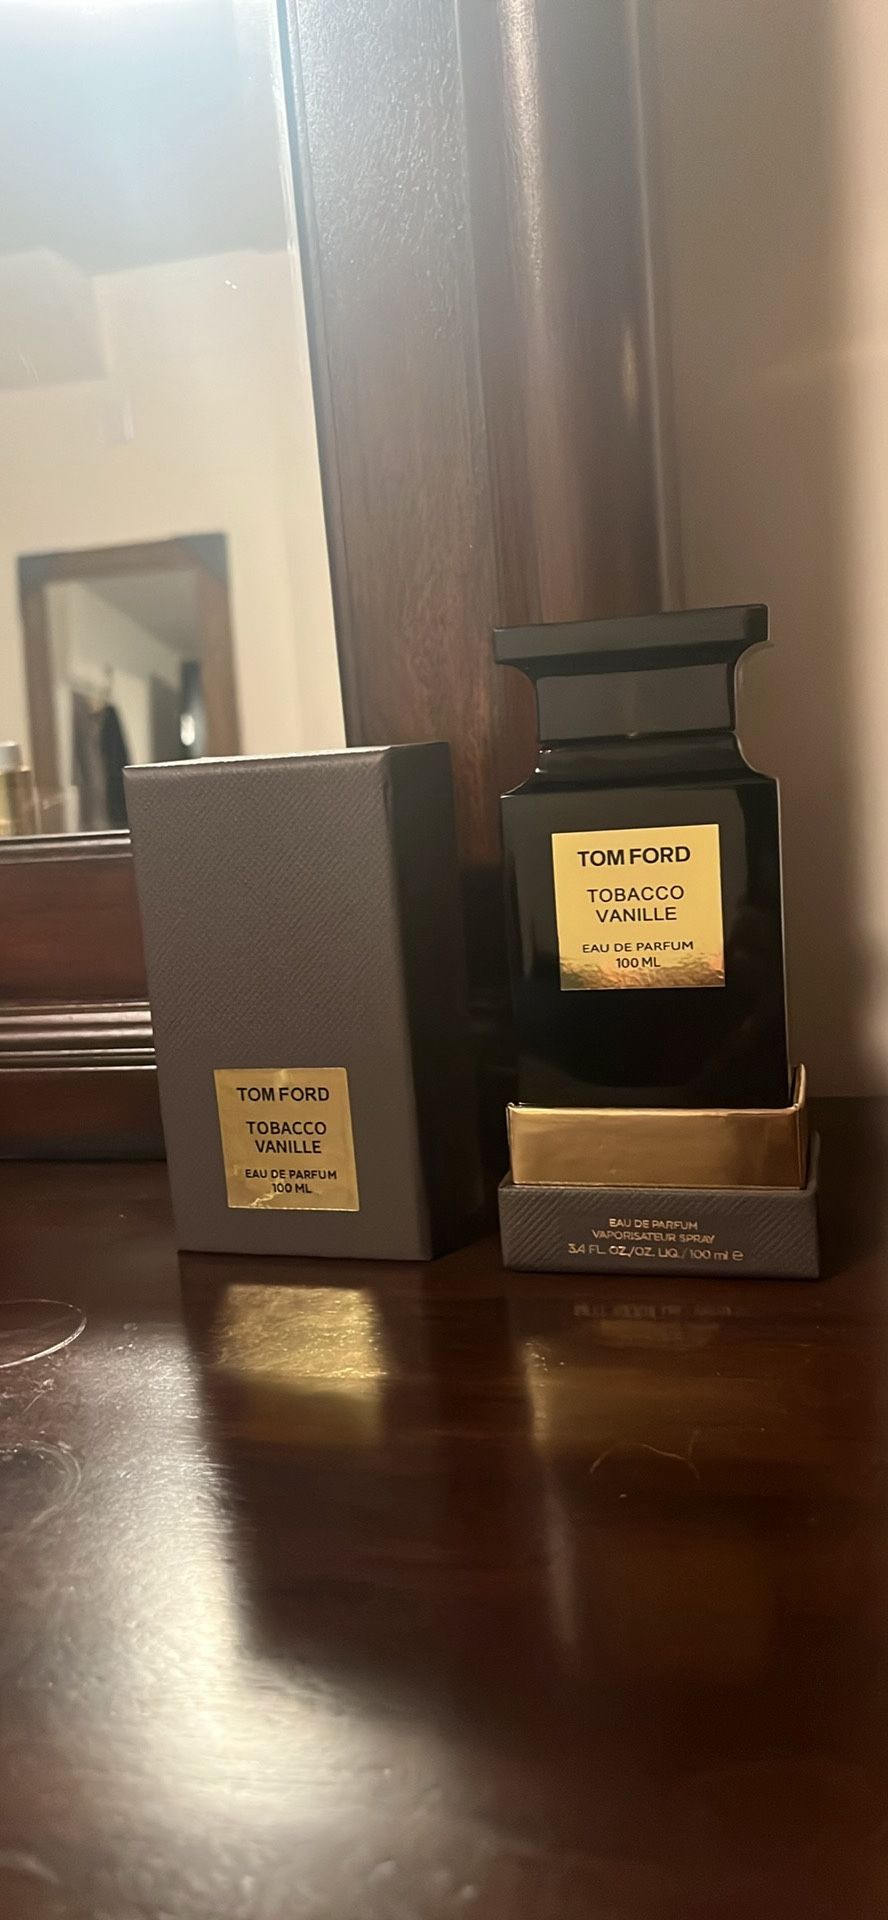 TOM FORD
TOBACCO
VANILLE
EAU DE PARFUM
100 ML
TOM FORD
TOBACCO
VANILLE
EAU DE PARFUM
100 ML
EAU DE PARFUM
VAPORISATEUR SPRAY
3.4 FL. OZ./OZ. LIQ./100 ml e